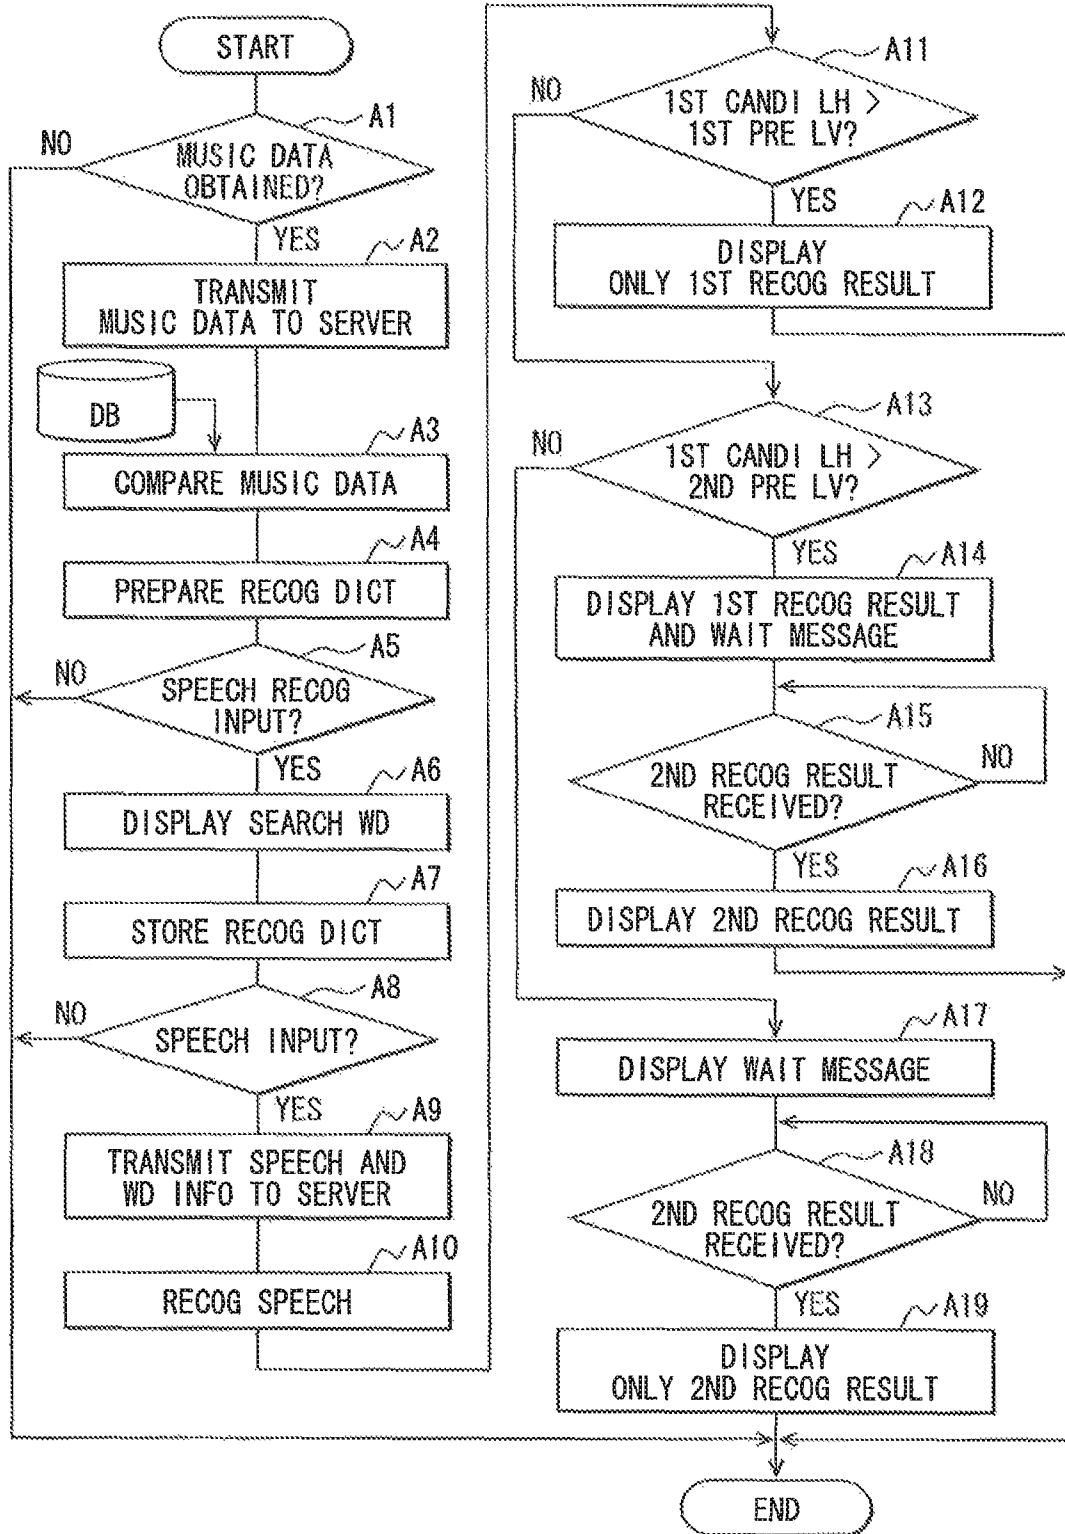 START
A1
NO
MUSIC DATA
OBTAINED?
YES
A2
TRANSMIT
MUSIC DATA TO SERVER
DB
A3
COMPARE MUSIC DATA
A4
PREPARE RECOG DICT
A5
NO
SPEECH RECOG
INPUT?
YES
A6
DISPLAY SEARCH WD
A7
STORE RECOG DICT
A8
NO
SPEECH INPUT?
YES
A9
TRANSMIT SPEECH AND
WD INFO TO SERVER
A10
RECOG SPEECH
A11
NO
1ST CANDI LH >
1ST PRE LV?
YES
A12
DISPLAY
ONLY 1ST RECOG RESULT
A13
NO
1ST CANDI LH >
2ND PRE LV?
YES
A14
DISPLAY 1ST RECOG RESULT
AND WAIT MESSAGE
A15
NO
2ND RECOG RESULT
RECEIVED?
YES
A16
DISPLAY 2ND RECOG RESULT
A17
DISPLAY WAIT MESSAGE
A18
NO
2ND RECOG RESULT
RECEIVED?
YES
A19
DISPLAY
ONLY 2ND RECOG RESULT
END